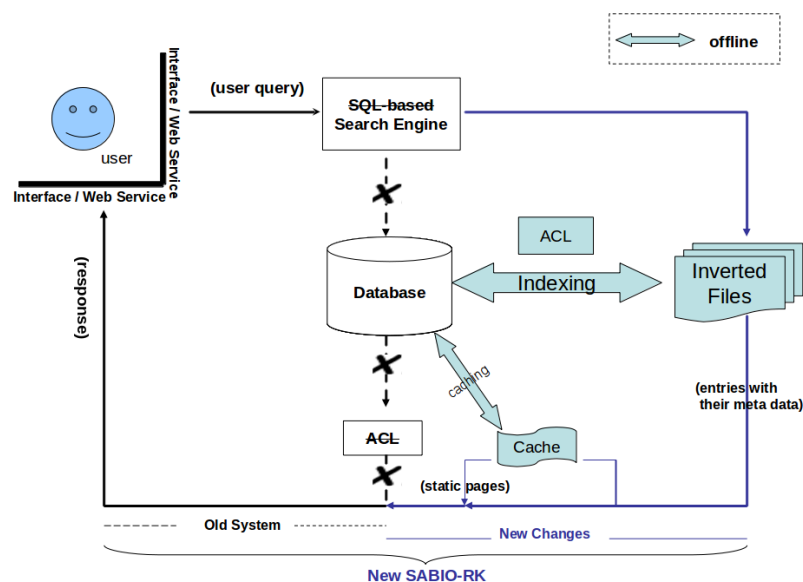 offline
(user query)
SQL-based
Search Engine
Interface / Web Service
user
Interface / Web Service
ACL
Indexing
Inverted
Files
Database
(response)
caching
(entries with
their meta data)
ACL
Cache
(static pages)
Old System
New Changes
New SABIO-RK